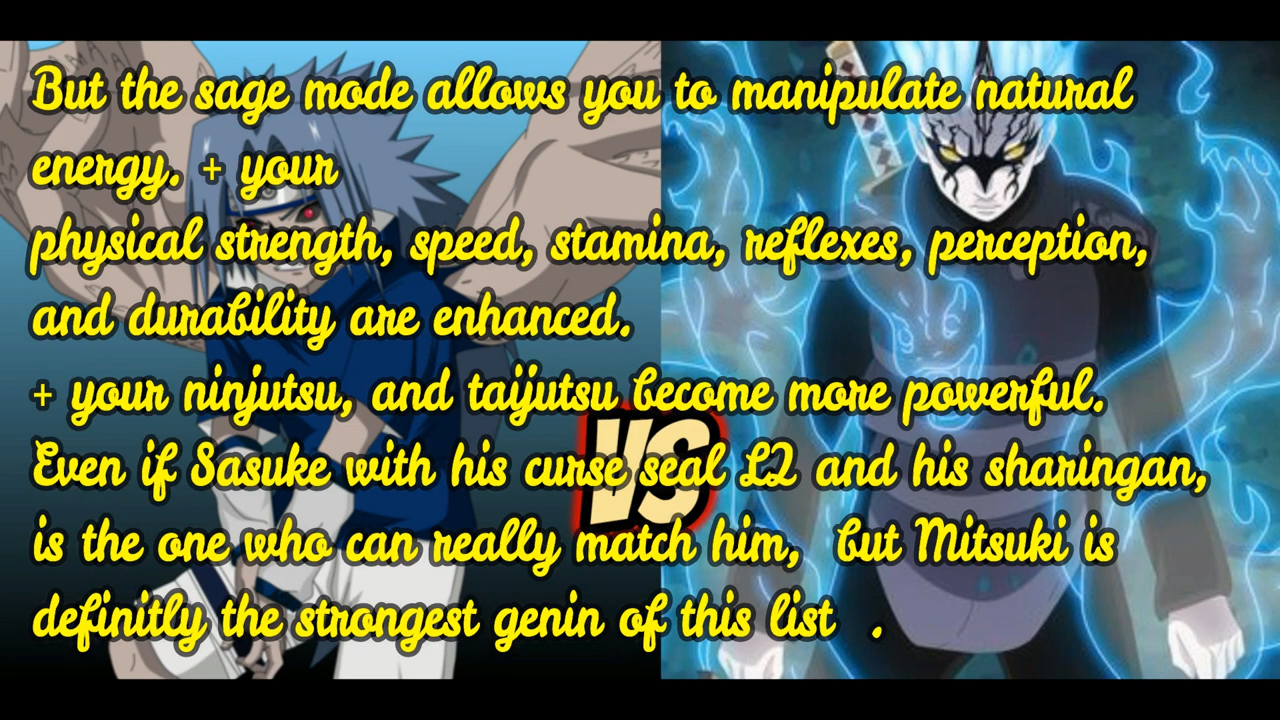 But the sage mode allows you to manipulate natural
energy. + your
physical strength, speed, stamina, reflexes, perception,
and durability are enhanced.
+ your ninjutsu, and taijutsu become more powerful.
VS
Even if Sasuke with his curse seal L2 and his sharingan,
is the one who can really match him, but Mitsuki is
definitly the strongest genin of this list .